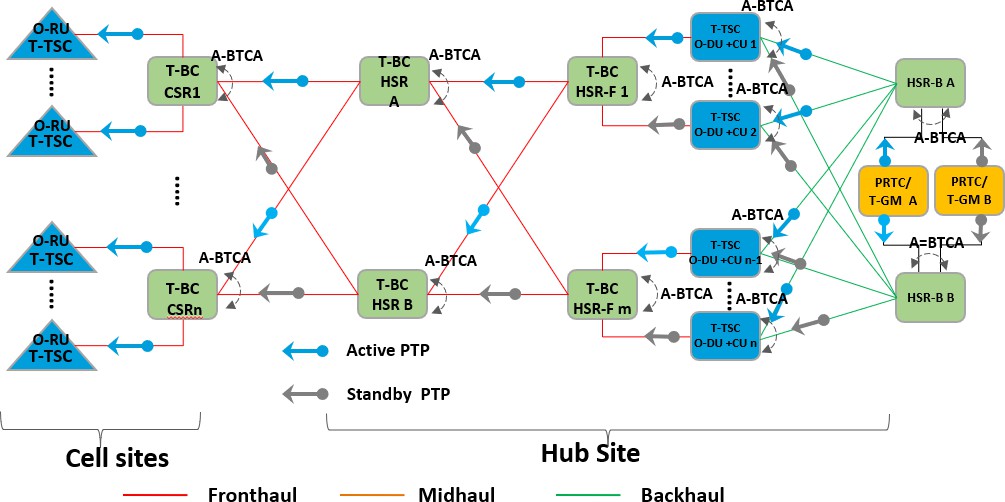 A-BTCA
O-RU
T-TSC
T-TSC
O-DU +CU 1
A-BTCA
A-BTCA
T-BC
CSR1
T-BC
HSR
A
T-BC
HSR-F 1
A-BTCA
HSR-B A
A-BTCA
O-RU
T-TSC
T-TSC
O-DU +CU 2
A-BTCA
PRTC/
T-GM A
PRTC/
T-GM B
A-BTCA
O-RU
T-TSC
T-TSC
O-DU +CU n-1
A=BTCA
A-BTCA
A-BTCA
T-BC
CSRn
T-BC
HSR B
T-BC
HSR-F m
A-BTCA
A-BTCA
HSR-B B
O-RU
T-TSC
T-TSC
O-DU +CU n
Active PTP
Standby PTP
Cell sites
Hub Site
Fronthaul
Midhaul
Backhaul